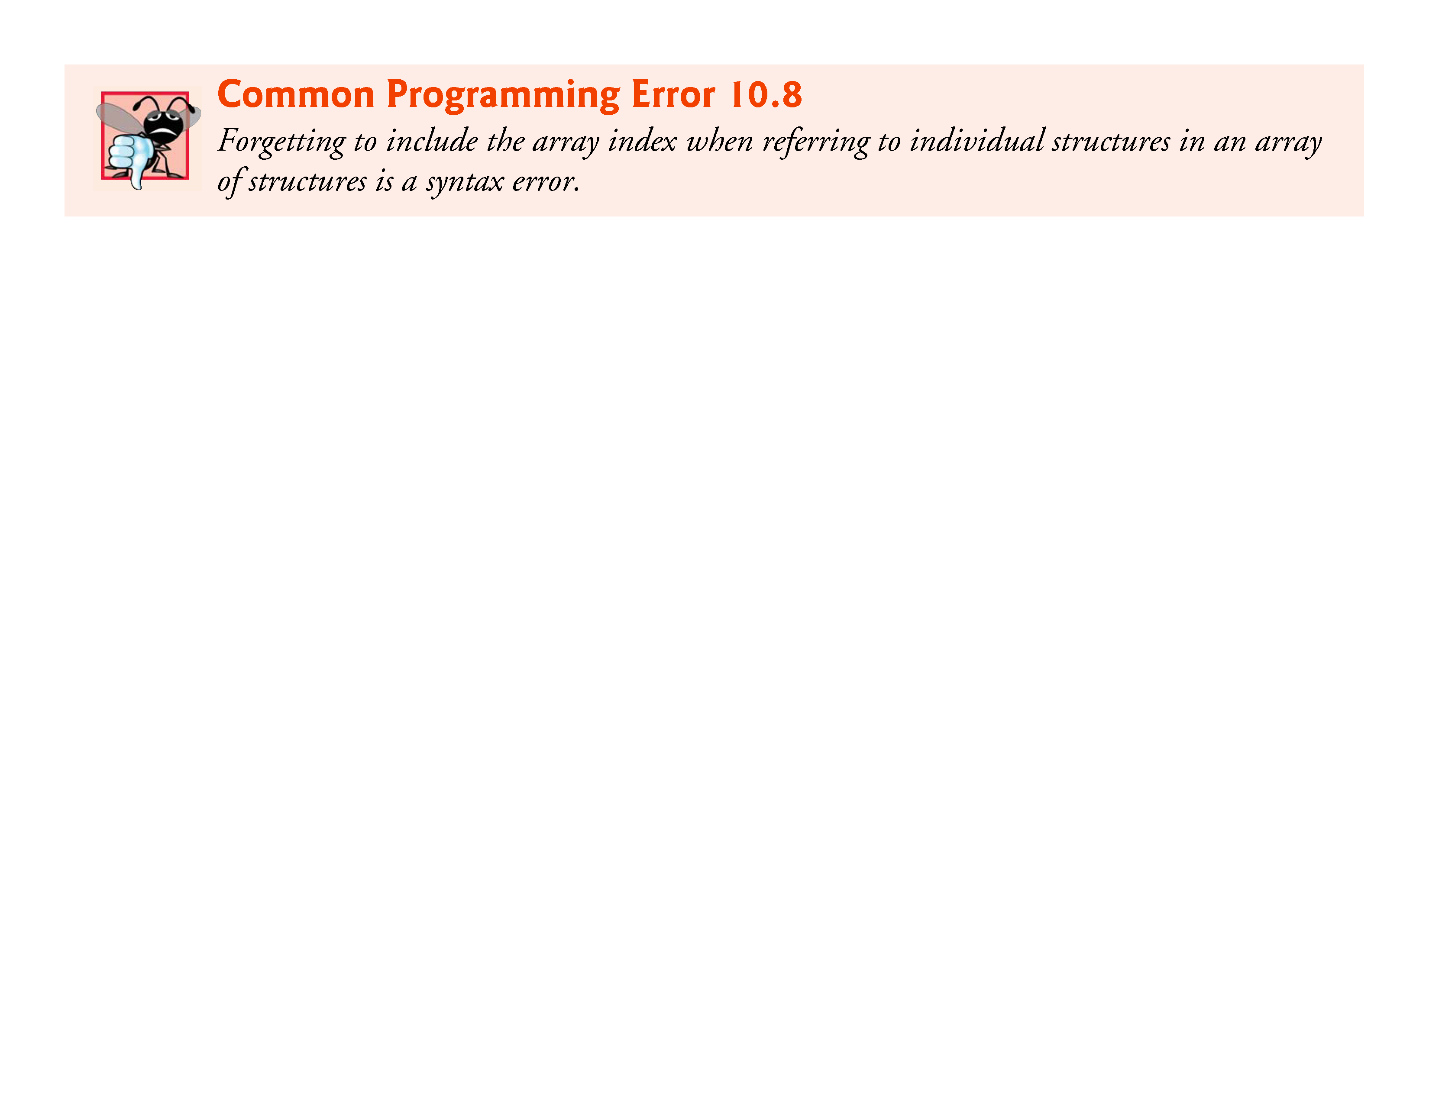 Common Programming Error 10.8
Forgetting to include the array index when referring to individual structures in an array
of structures is a syntax error.